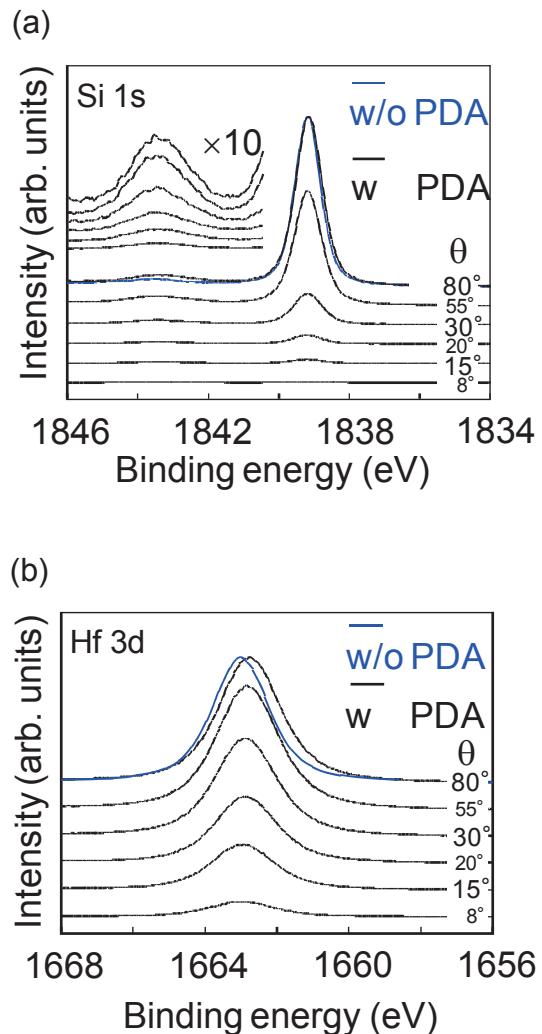 (a)
Intensity (arb. units)
Si 1s
w/o PDA
×10
w PDA
θ
80°
55°
30°
20°
15°
8°
1846 1842 1838 1834
Binding energy (eV)
(b)
Intensity (arb. units)
Hf 3d
w/o PDA
w PDA
θ
80°
55°
30°
20°
15°
8°
1668 1664 1660 1656
Binding energy (eV)